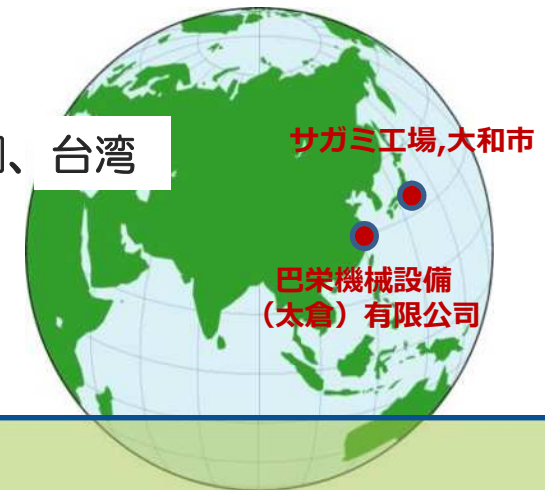 、台湾
サガミ工場,大和市
巴栄機械設備
（太倉）有限公司